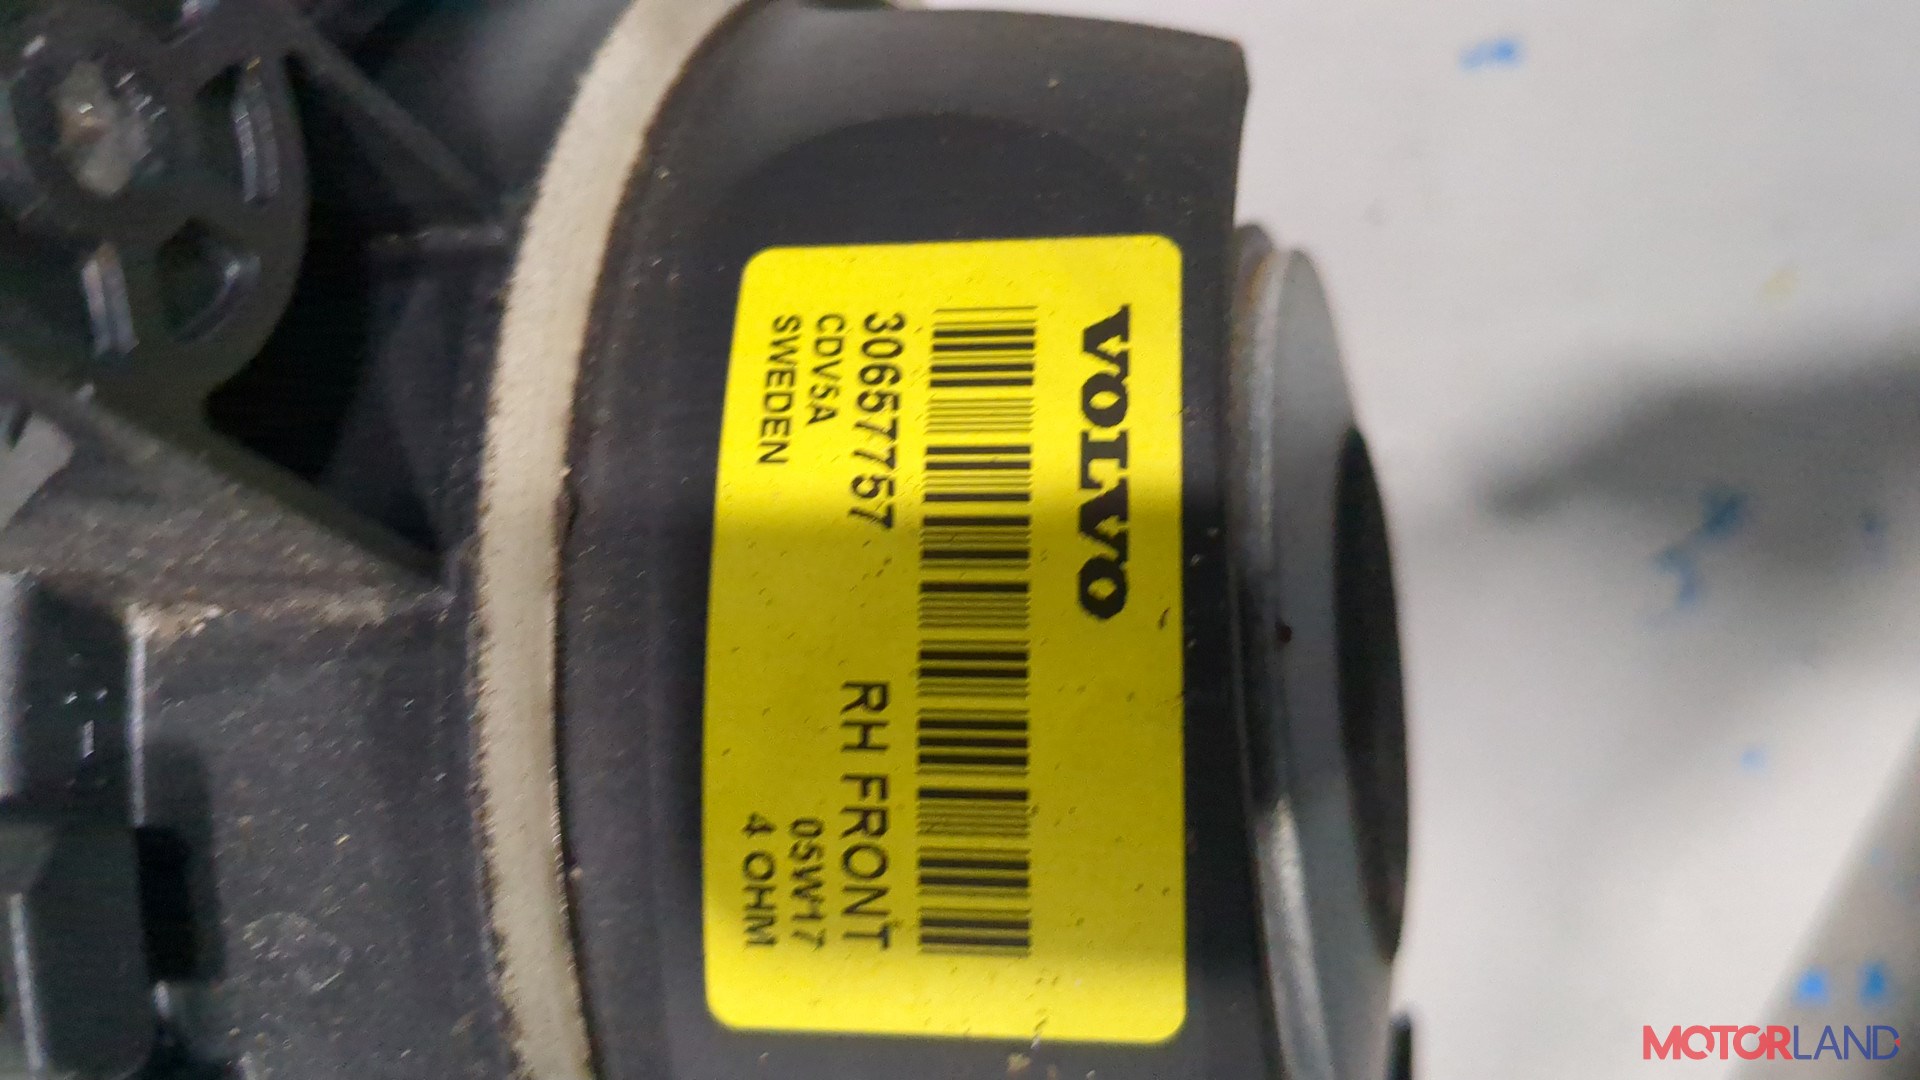 VOLVO
30657757 RH FRONT
CDV5A 05W17
SWEDEN 4 OHM
MOTORLAND